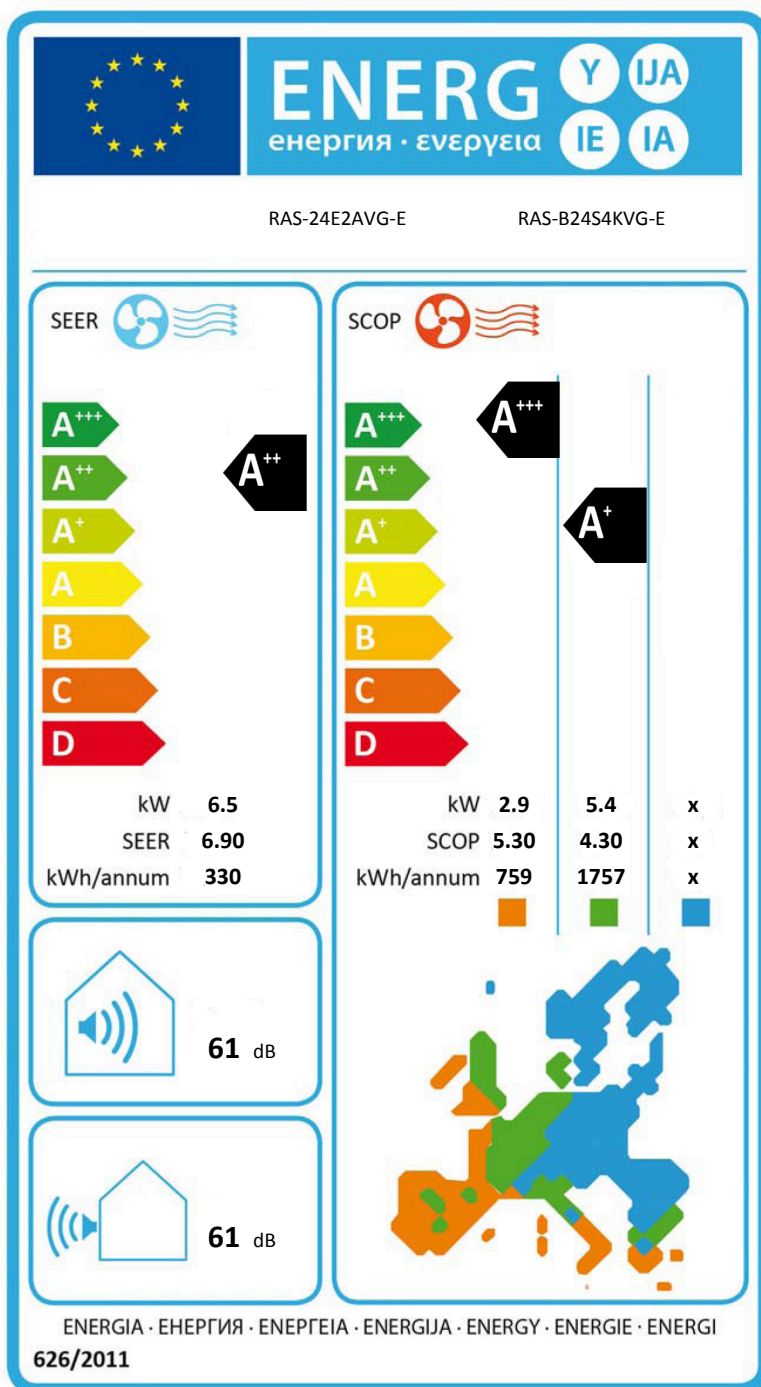 ENERG Y IJA
енергия · ενεργεια IE IA
RAS-24E2AVG-E RAS-B24S4KVG-E
SEER
A+++
A++
A++
A+
A
B
C
D
kW 6.5
SEER 6.90
kWh/annum 330
SCOP
A+++
A+++
A++
A+
A+
A
B
C
D
kW 2.9 5.4 x
SCOP 5.30 4.30 x
kWh/annum 759 1757 x
61 dB
61 dB
ENERGIA · ЕНЕРГИЯ · ΕΝΕΡΓΕΙΑ · ENERGIJA · ENERGY · ENERGIE · ENERGI
626/2011